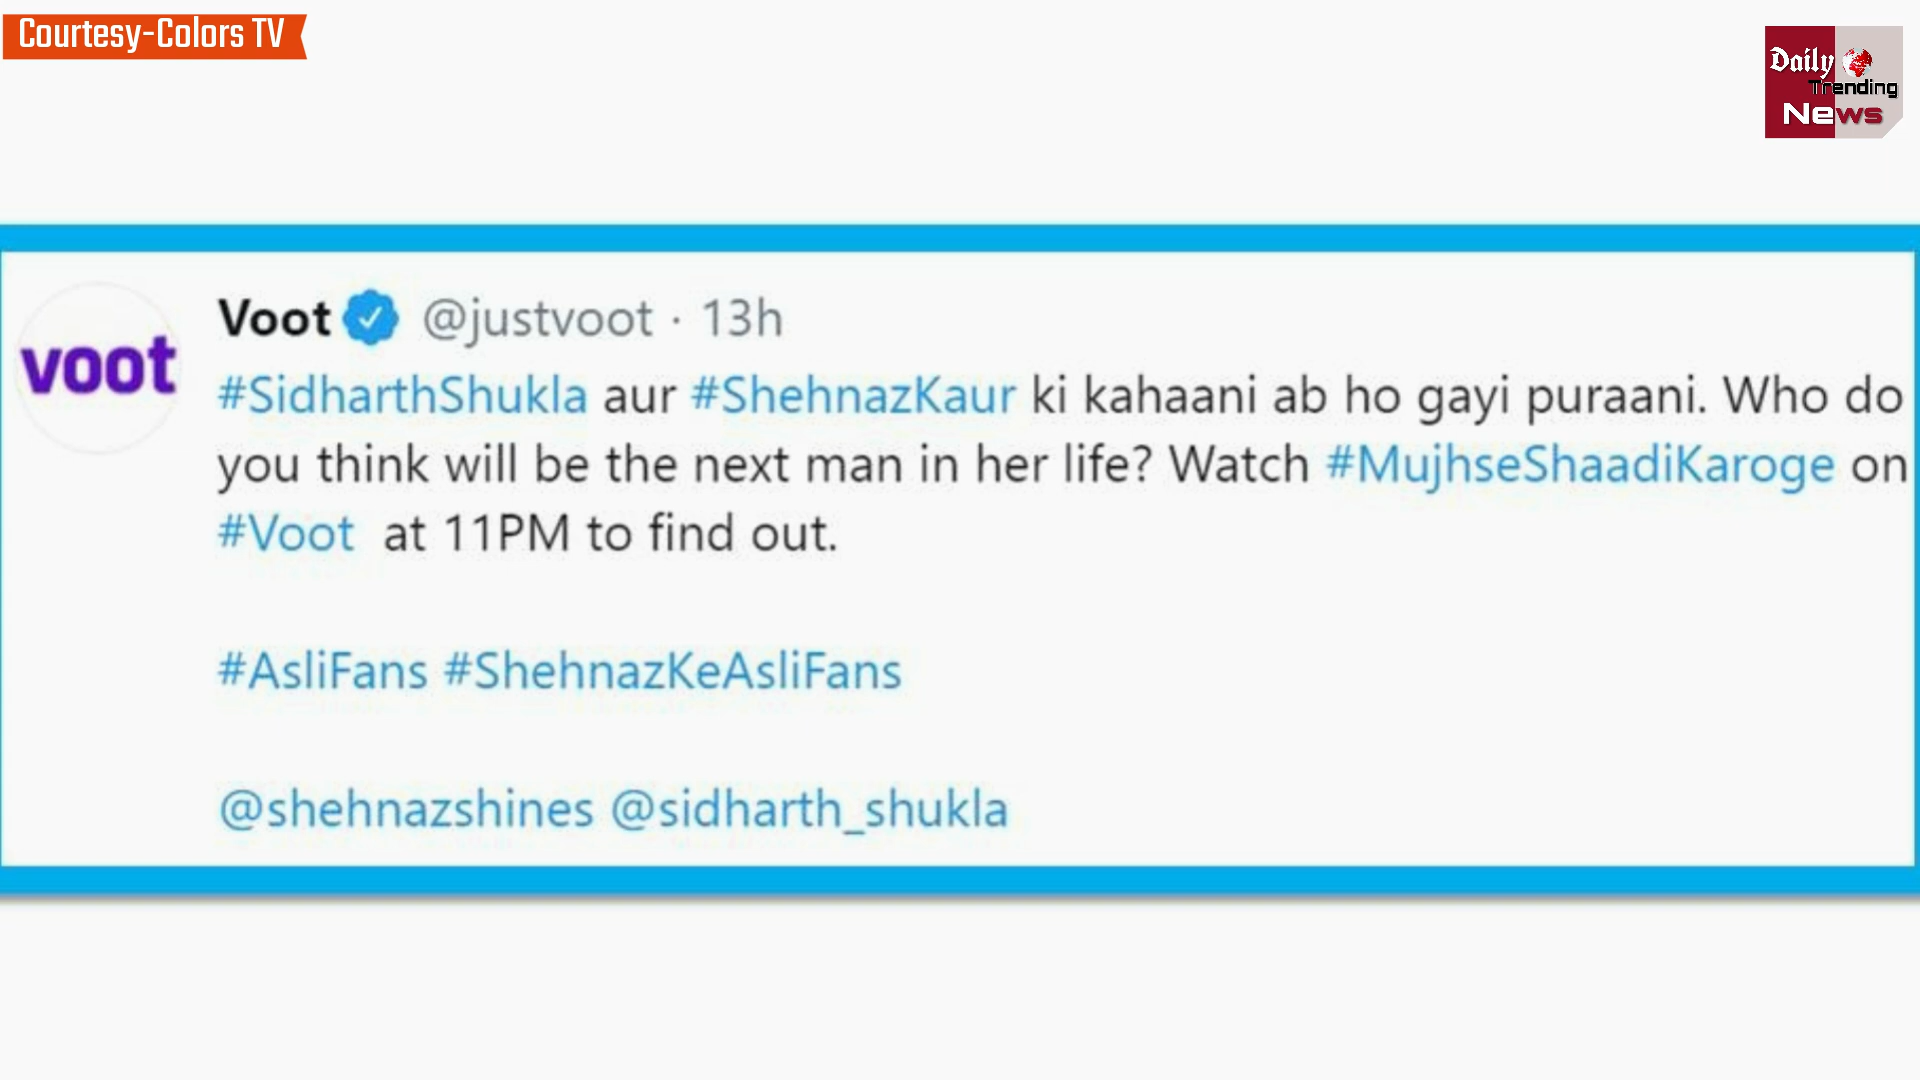 Courtesy-Colors TV
Daily
Trending
News
voot
Voot @justvoot · 13h
#SidharthShukla aur #ShehnazKaur ki kahaani ab ho gayi puraani. Who do
you think will be the next man in her life? Watch #MujhseShaadiKaroge on
#Voot at 11PM to find out.
#AsliFans #ShehnazKeAsliFans
@shehnazshines @sidharth_shukla